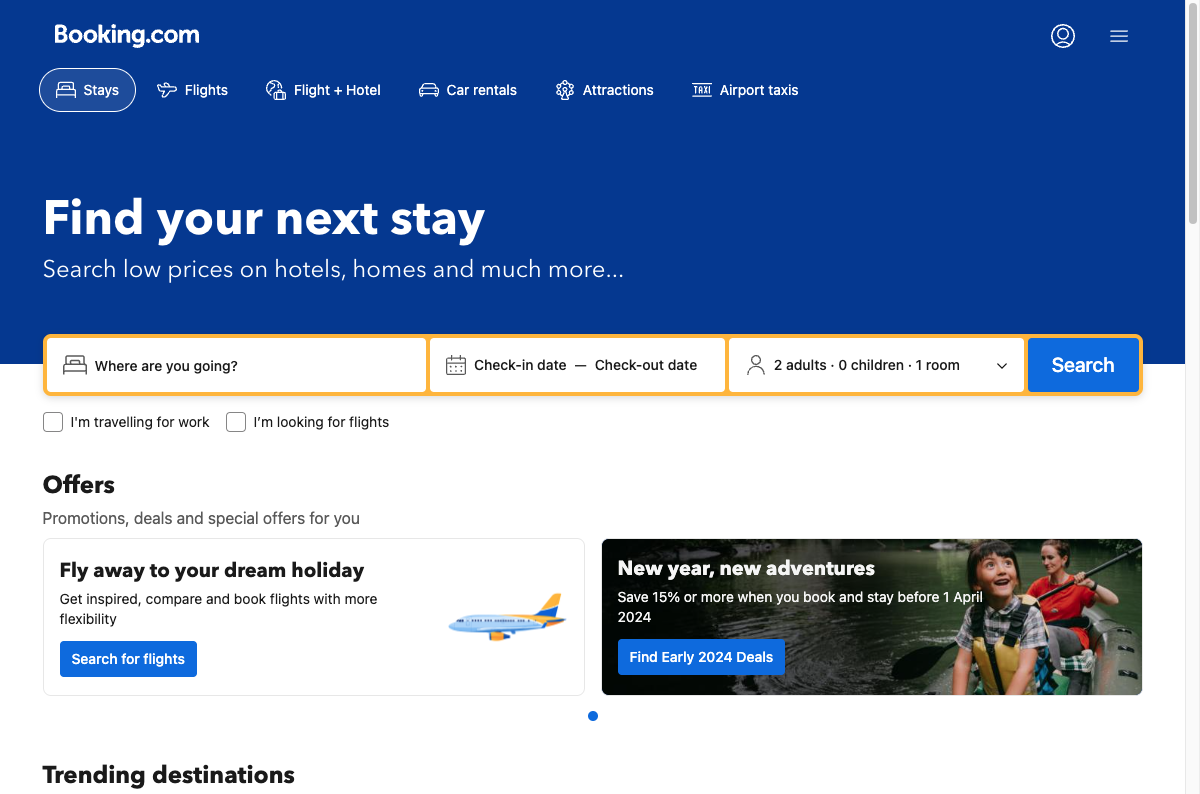 Booking.com
Stays
Flights
Flight + Hotel
Car rentals
Attractions
TAXI
Airport taxis
Find your next stay
Search low prices on hotels, homes and much more...
Where are you going?
Check-in date — Check-out date
2 adults · 0 children · 1 room
Search
I'm travelling for work
I’m looking for flights
Offers
Promotions, deals and special offers for you
Fly away to your dream holiday
Get inspired, compare and book flights with more
flexibility
Search for flights
New year, new adventures
Save 15% or more when you book and stay before 1 April
2024
Find Early 2024 Deals
Trending destinations